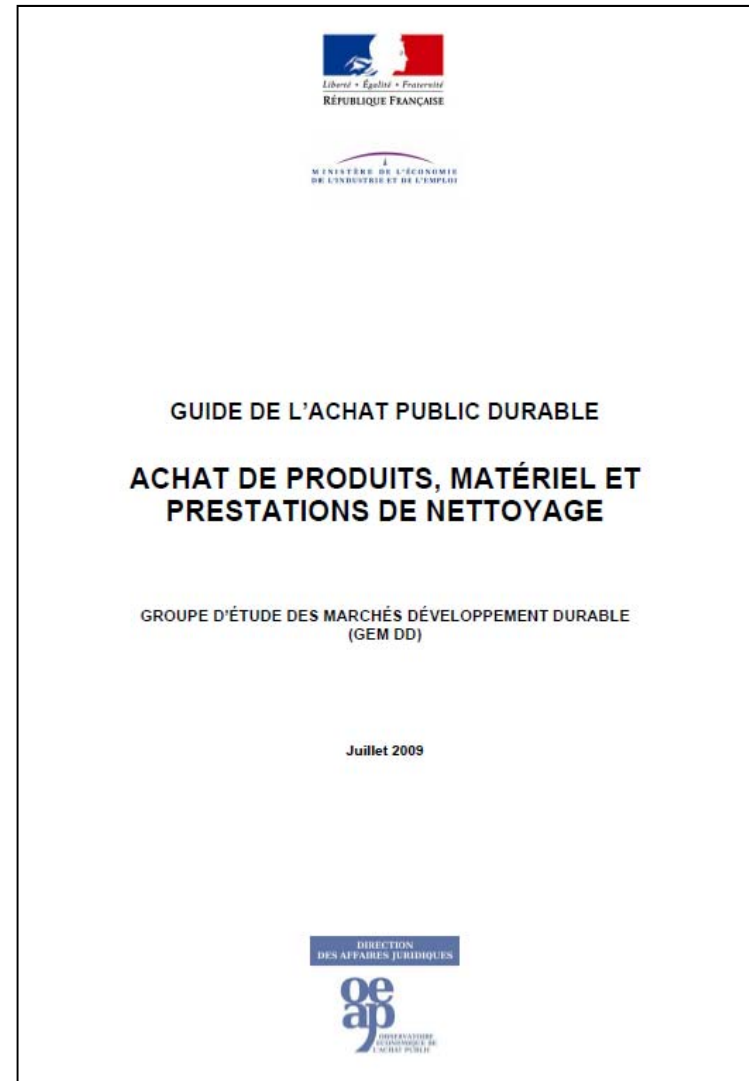 Liberté • Égalité • Fraternité
RÉPUBLIQUE FRANÇAISE
MINISTÈRE DE L'ÉCONOMIE
DE L'INDUSTRIE ET DE L'EMPLOI
GUIDE DE L'ACHAT PUBLIC DURABLE
ACHAT DE PRODUITS, MATÉRIEL ET
PRESTATIONS DE NETTOYAGE
GROUPE D'ÉTUDE DES MARCHÉS DÉVELOPPEMENT DURABLE
(GEM DD)
Juillet 2009
DIRECTION
DES AFFAIRES JURIDIQUES
oe
ap
OBSERVATOIRE
ÉCONOMIQUE DE
L'ACHAT PUBLIC